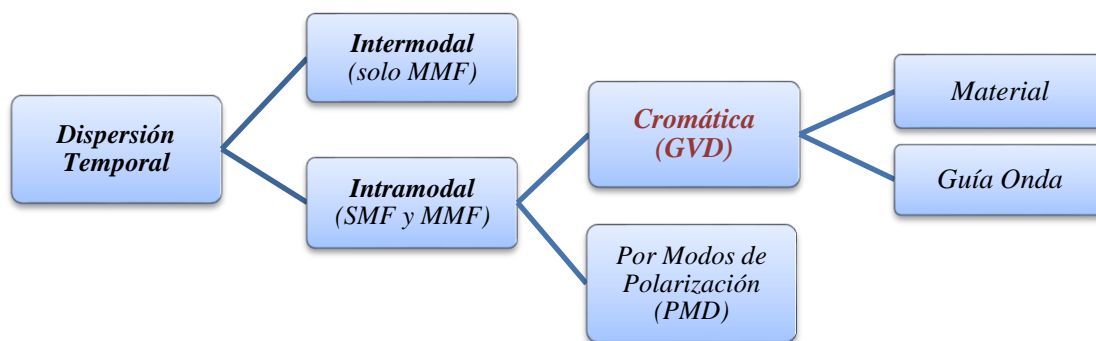 Dispersión
Temporal
Intermodal
(solo MMF)
Intramodal
(SMF y MMF)
Cromática
(GVD)
Por Modos de
Polarización
(PMD)
Material
Guía Onda